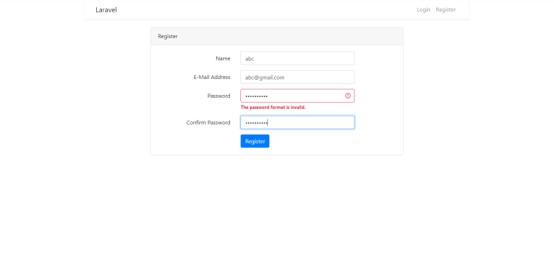 Laravel
Login Register
Register
Name abc
E-Mail Address abc@gmail.com
Password ••••••••••
The password format is invalid.
Confirm Password ••••••••••
Register